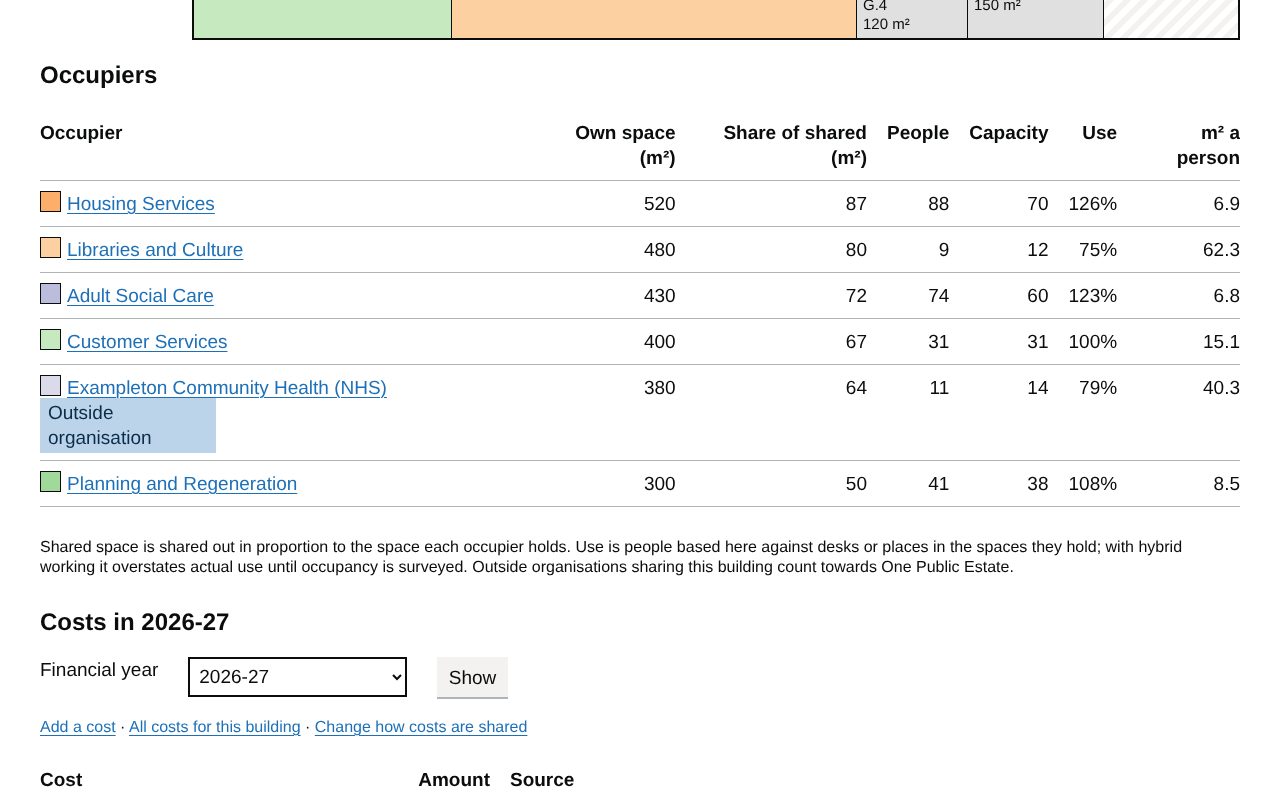 G.4
120 m²
150 m²
Occupiers
Occupier Own space (m²) Share of shared (m²) People Capacity Use m² a person
Housing Services 520 87 88 70 126% 6.9
Libraries and Culture 480 80 9 12 75% 62.3
Adult Social Care 430 72 74 60 123% 6.8
Customer Services 400 67 31 31 100% 15.1
Exampleton Community Health (NHS) 380 64 11 14 79% 40.3
Outside
organisation
Planning and Regeneration 300 50 41 38 108% 8.5
Shared space is shared out in proportion to the space each occupier holds. Use is people based here against desks or places in the spaces they hold; with hybrid
working it overstates actual use until occupancy is surveyed. Outside organisations sharing this building count towards One Public Estate.
Costs in 2026-27
Financial year 2026-27 Show
Add a cost · All costs for this building · Change how costs are shared
Cost Amount Source